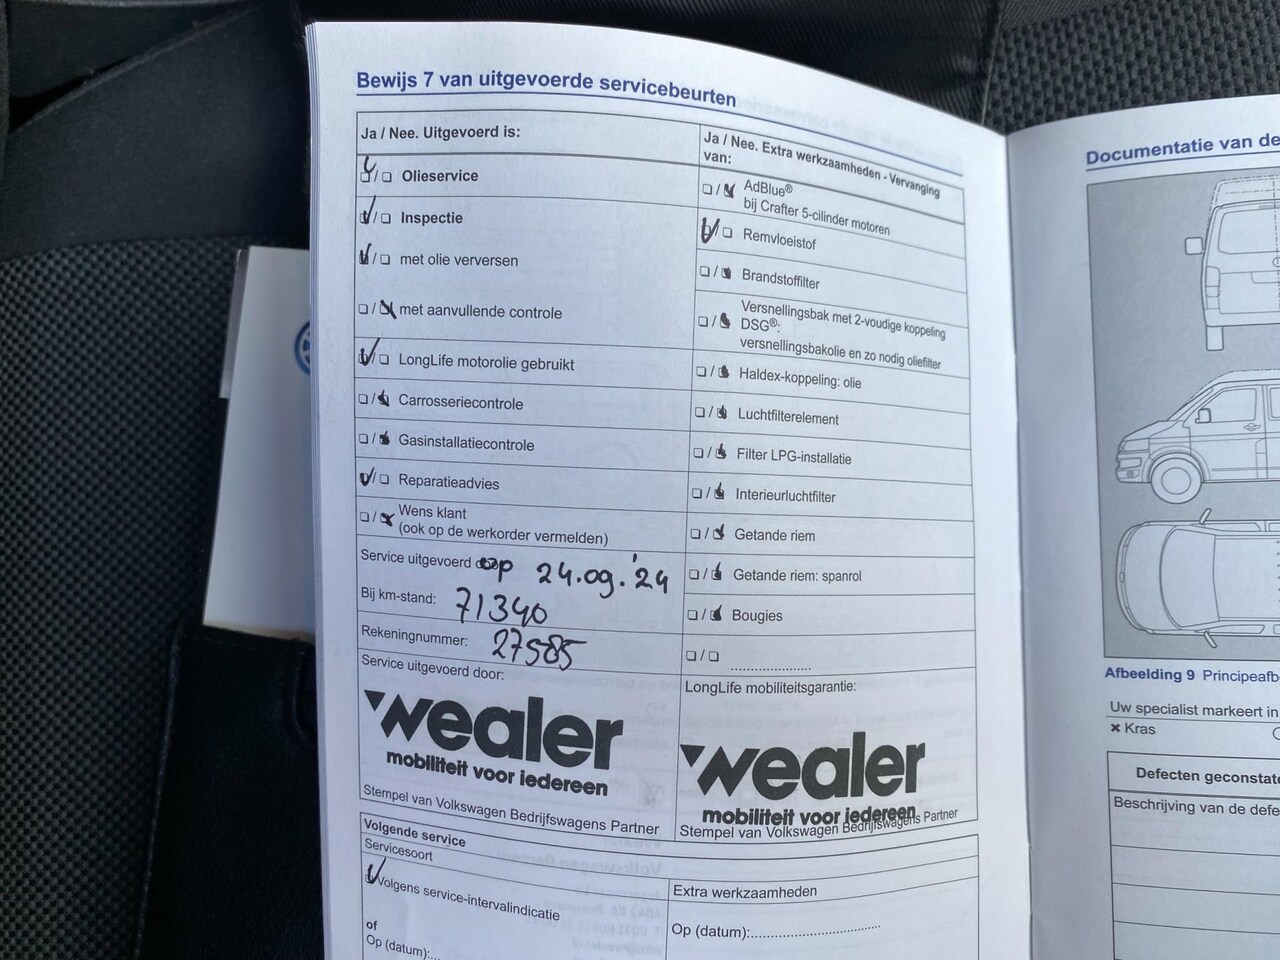 Bewijs 7 van uitgevoerde servicebeurten
Ja / Nee. Uitgevoerd is:
Olieservice
Inspectie
met olie verversen
met aanvullende controle
LongLife motorolie gebruikt
Carrosseriecontrole
Gasinstallatiecontrole
Reparatieadvies
Wens klant
(ook op de werkorder vermelden)
Service uitgevoerd op 24.09.'24
Bij km-stand: 71340
Rekeningnummer: 27585
Service uitgevoerd door:
wealer
mobiliteit voor iedereen
Stempel van Volkswagen Bedrijfswagens Partner
Ja / Nee. Extra werkzaamheden - Vervanging
van:
AdBlue®
bij Crafter 5-cilinder motoren
Remvloeistof
Brandstoffilter
Versnellingsbak met 2-voudige koppeling
DSG®:
versnellingsbakolie en zo nodig oliefilter
Haldex-koppeling: olie
Luchtfilterelement
Filter LPG-installatie
Interieurluchtfilter
Getande riem
Getande riem: spanrol
Bougies
LongLife mobiliteitsgarantie:
wealer
mobiliteit voor iedereen
Stempel van Volkswagen Bedrijfswagens Partner
Volgende service
Servicesoort
Volgens service-intervalindicatie
of
Op (datum):
Extra werkzaamheden
Op (datum):
Documentatie van de
Afbeelding 9 Principeafb
Uw specialist markeert in
Kras
Defecten geconstate
Beschrijving van de defe